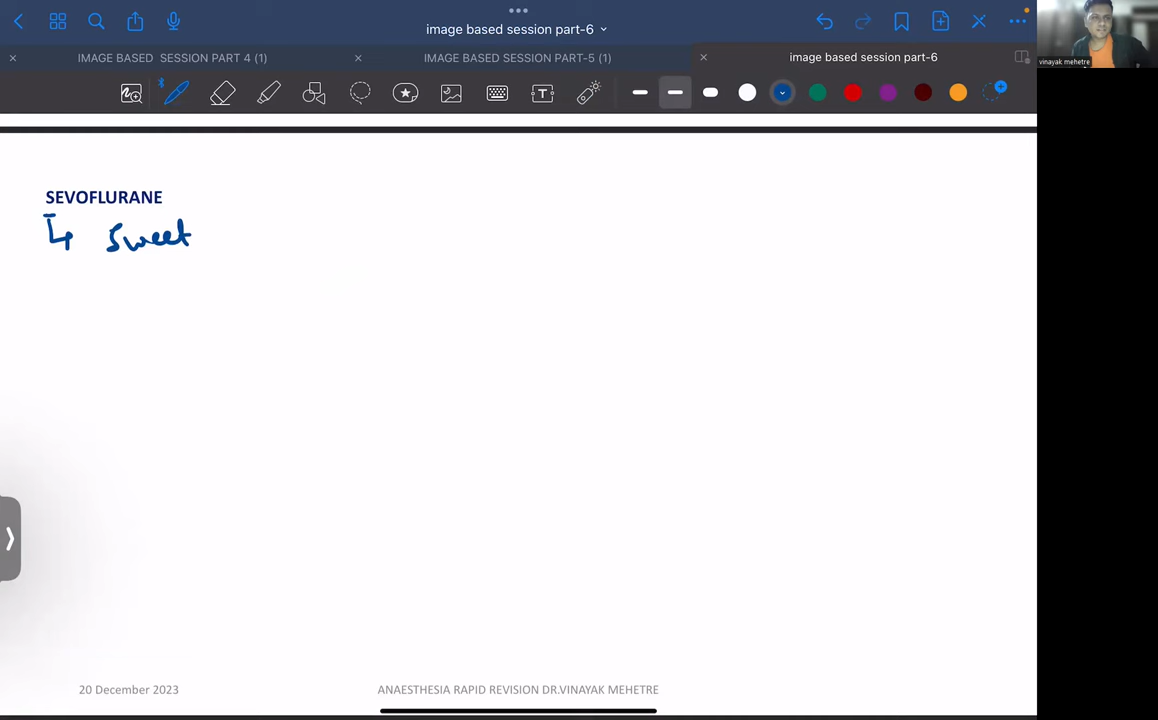 image based session part-6
vinayak mehetre
IMAGE BASED SESSION PART 4 (1)
IMAGE BASED SESSION PART-5 (1)
image based session part-6
SEVOFLURANE
Sweet
20 December 2023
ANAESTHESIA RAPID REVISION DR.VINAYAK MEHETRE